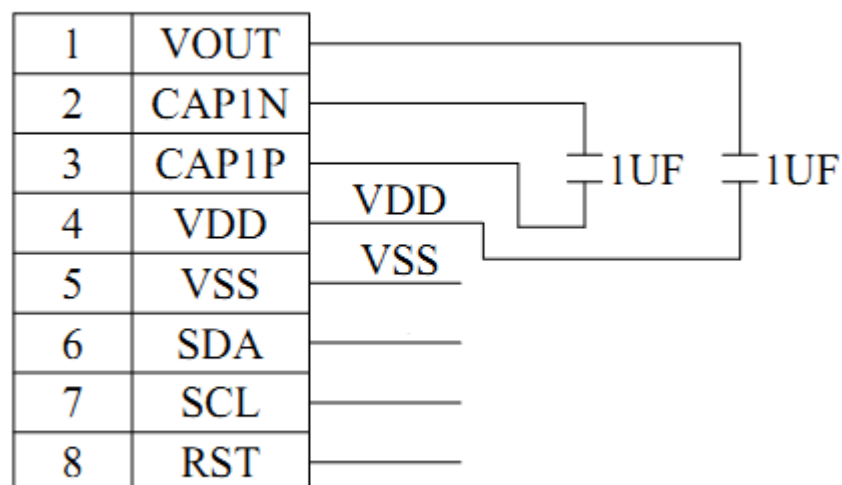 1 VOUT
2 CAP1N
3 CAP1P 1UF 1UF
VDD
4 VDD
VSS
5 VSS
6 SDA
7 SCL
8 RST